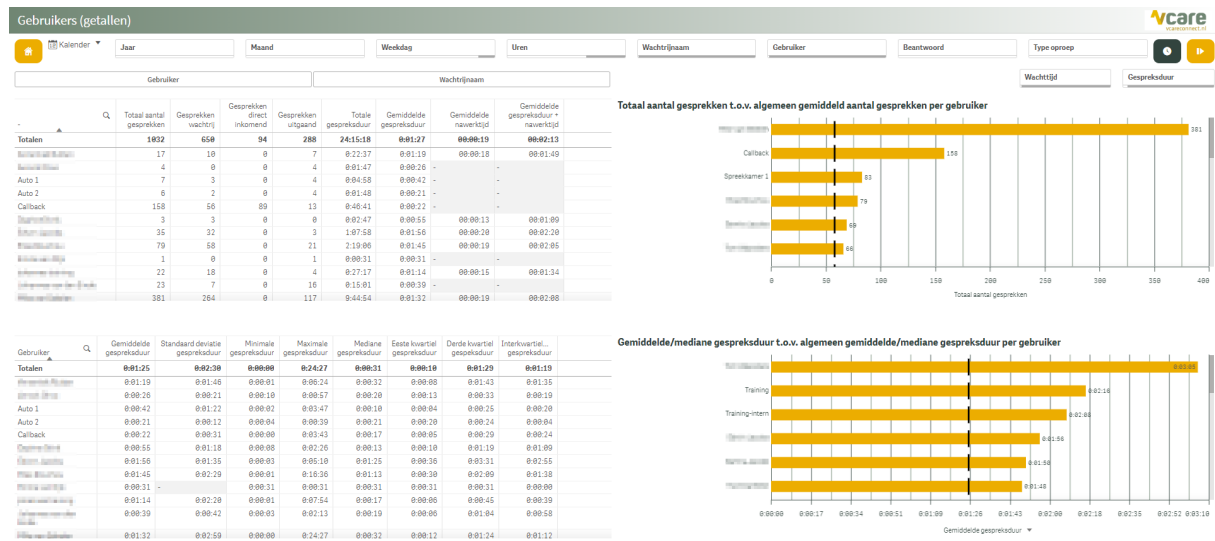 Gebruikers (getallen)
vcare
vcareconnect.nl
Kalender
Jaar
Maand
Weekdag
Uren
Wachtrijnaam
Gebruiker
Beantwoord
Type oproep
Gebruiker
Wachtrijnaam
Wachttijd
Gespreksduur
- Totaal aantal gesprekken Gesprekken wachtrij Gesprekken direct inkomend Gesprekken uitgaand Totale gespreksduur Gemiddelde gespreksduur Gemiddelde nawerktijd Gemiddelde gespreksduur + nawerktijd
Totalen 1032 650 94 288 24:15:18 0:01:27 00:00:19 00:02:13
17 10 0 7 0:22:37 0:01:19 00:00:18 00:01:49
4 0 0 4 0:01:47 0:00:26 - -
Auto 1 7 3 0 4 0:04:58 0:00:42 - -
Auto 2 6 2 0 4 0:01:48 0:00:21 - -
Callback 158 56 89 13 0:46:41 0:00:22 - -
3 3 0 0 0:02:47 0:00:55 00:00:13 00:01:09
35 32 0 3 1:07:58 0:01:56 00:00:20 00:02:20
79 58 0 21 2:19:06 0:01:45 00:00:19 00:02:05
1 0 0 1 0:00:31 0:00:31 - -
22 18 0 4 0:27:17 0:01:14 00:00:15 00:01:34
23 7 0 16 0:15:01 0:00:39 - -
381 264 0 117 9:44:54 0:01:32 00:00:19 00:02:08
Totaal aantal gesprekken t.o.v. algemeen gemiddeld aantal gesprekken per gebruiker
381
Callback 158
Spreekkamer 1 83
79
69
66
0 50 100 150 200 250 300 350 400
Totaal aantal gesprekken
Gebruiker Gemiddelde gespreksduur Standaard deviatie gespreksduur Minimale gespreksduur Maximale gespreksduur Mediane gespreksduur Eeste kwartiel gespreksduur Derde kwartiel gespeksduur Interkwartiel... gespreksduur
Totalen 0:01:25 0:02:30 0:00:00 0:24:27 0:00:31 0:00:10 0:01:29 0:01:19
0:01:19 0:01:46 0:00:01 0:06:24 0:00:32 0:00:08 0:01:43 0:01:35
0:00:26 0:00:21 0:00:10 0:00:57 0:00:20 0:00:13 0:00:33 0:00:19
Auto 1 0:00:42 0:01:22 0:00:02 0:03:47 0:00:10 0:00:04 0:00:25 0:00:20
Auto 2 0:00:21 0:00:12 0:00:04 0:00:39 0:00:21 0:00:20 0:00:24 0:00:04
Callback 0:00:22 0:00:31 0:00:00 0:03:43 0:00:17 0:00:05 0:00:29 0:00:24
0:00:55 0:01:18 0:00:08 0:02:26 0:00:13 0:00:10 0:01:19 0:01:09
0:01:56 0:01:35 0:00:03 0:05:10 0:01:25 0:00:36 0:03:31 0:02:55
0:01:45 0:02:29 0:00:01 0:16:36 0:01:13 0:00:30 0:02:09 0:01:38
0:00:31 - 0:00:31 0:00:31 0:00:31 0:00:31 0:00:31 0:00:00
0:01:14 0:02:20 0:00:01 0:07:54 0:00:17 0:00:06 0:00:45 0:00:39
0:00:39 0:00:42 0:00:03 0:02:13 0:00:19 0:00:06 0:01:04 0:00:58
0:01:32 0:02:59 0:00:00 0:24:27 0:00:32 0:00:12 0:01:24 0:01:12
Gemiddelde/mediane gespreksduur t.o.v. algemeen gemiddelde/mediane gespreksduur per gebruiker
0:03:05
Training 0:02:16
Training-intern 0:02:08
0:01:56
0:01:50
0:01:48
0:00:00 0:00:17 0:00:34 0:00:51 0:01:09 0:01:26 0:01:43 0:02:00 0:02:18 0:02:35 0:02:52 0:03:10
Gemiddelde gespreksduur